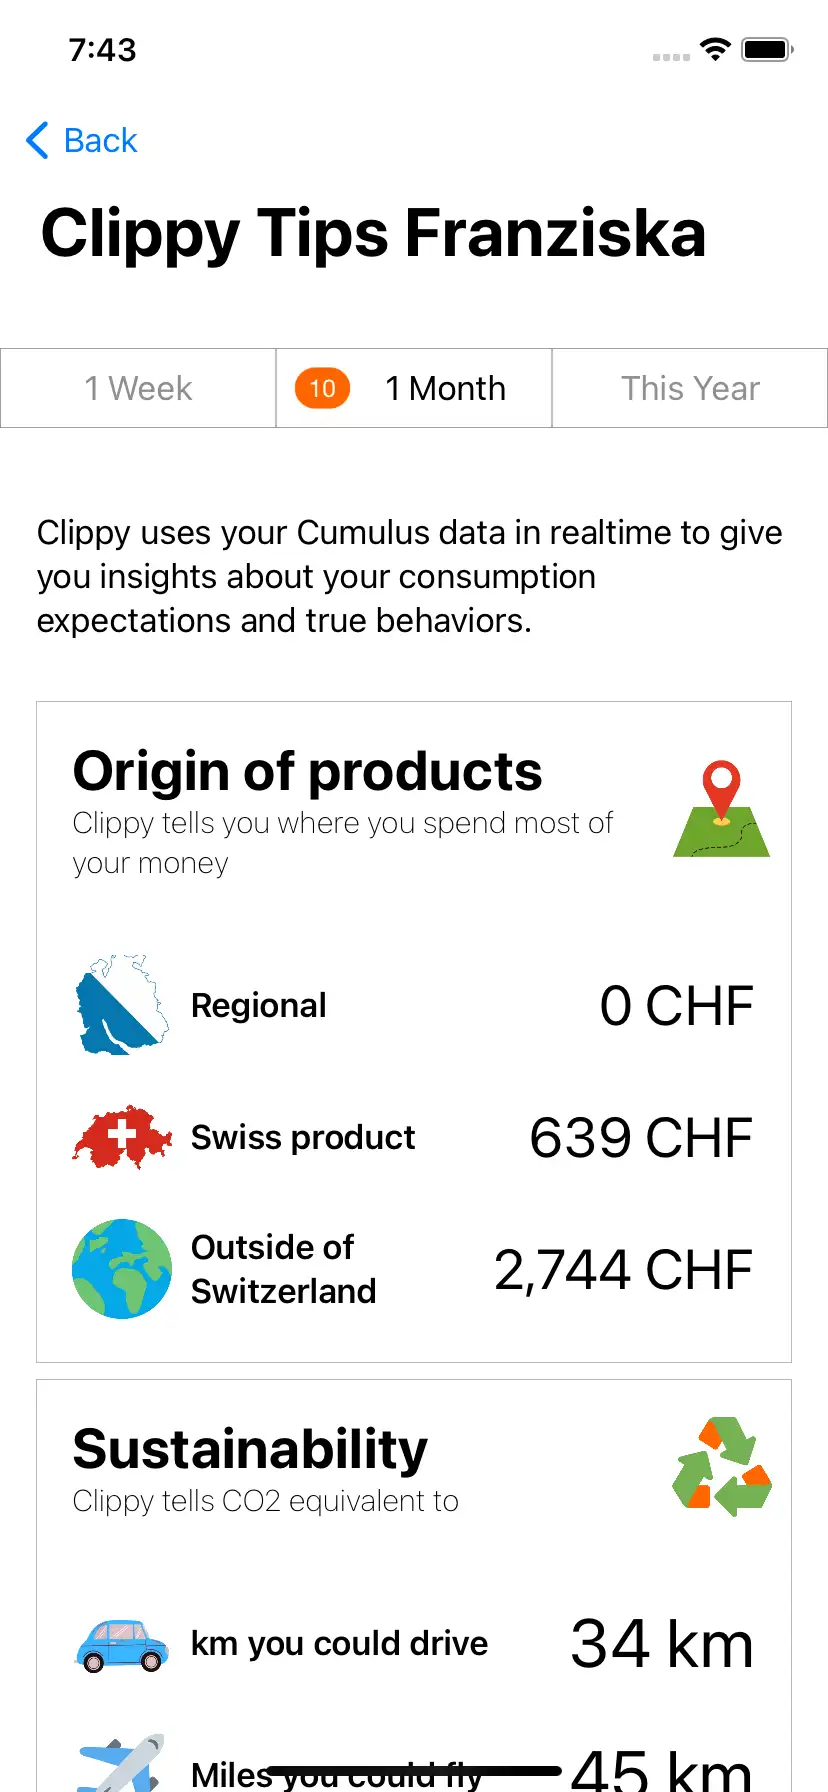 7:43
Back
Clippy Tips Franziska
1 Week
10
1 Month
This Year
Clippy uses your Cumulus data in realtime to give
you insights about your consumption
expectations and true behaviors.
Origin of products
Clippy tells you where you spend most of
your money
Regional
0 CHF
Swiss product
639 CHF
Outside of
Switzerland
2,744 CHF
Sustainability
Clippy tells CO2 equivalent to
km you could drive
34 km
Miles you could fly
45 km